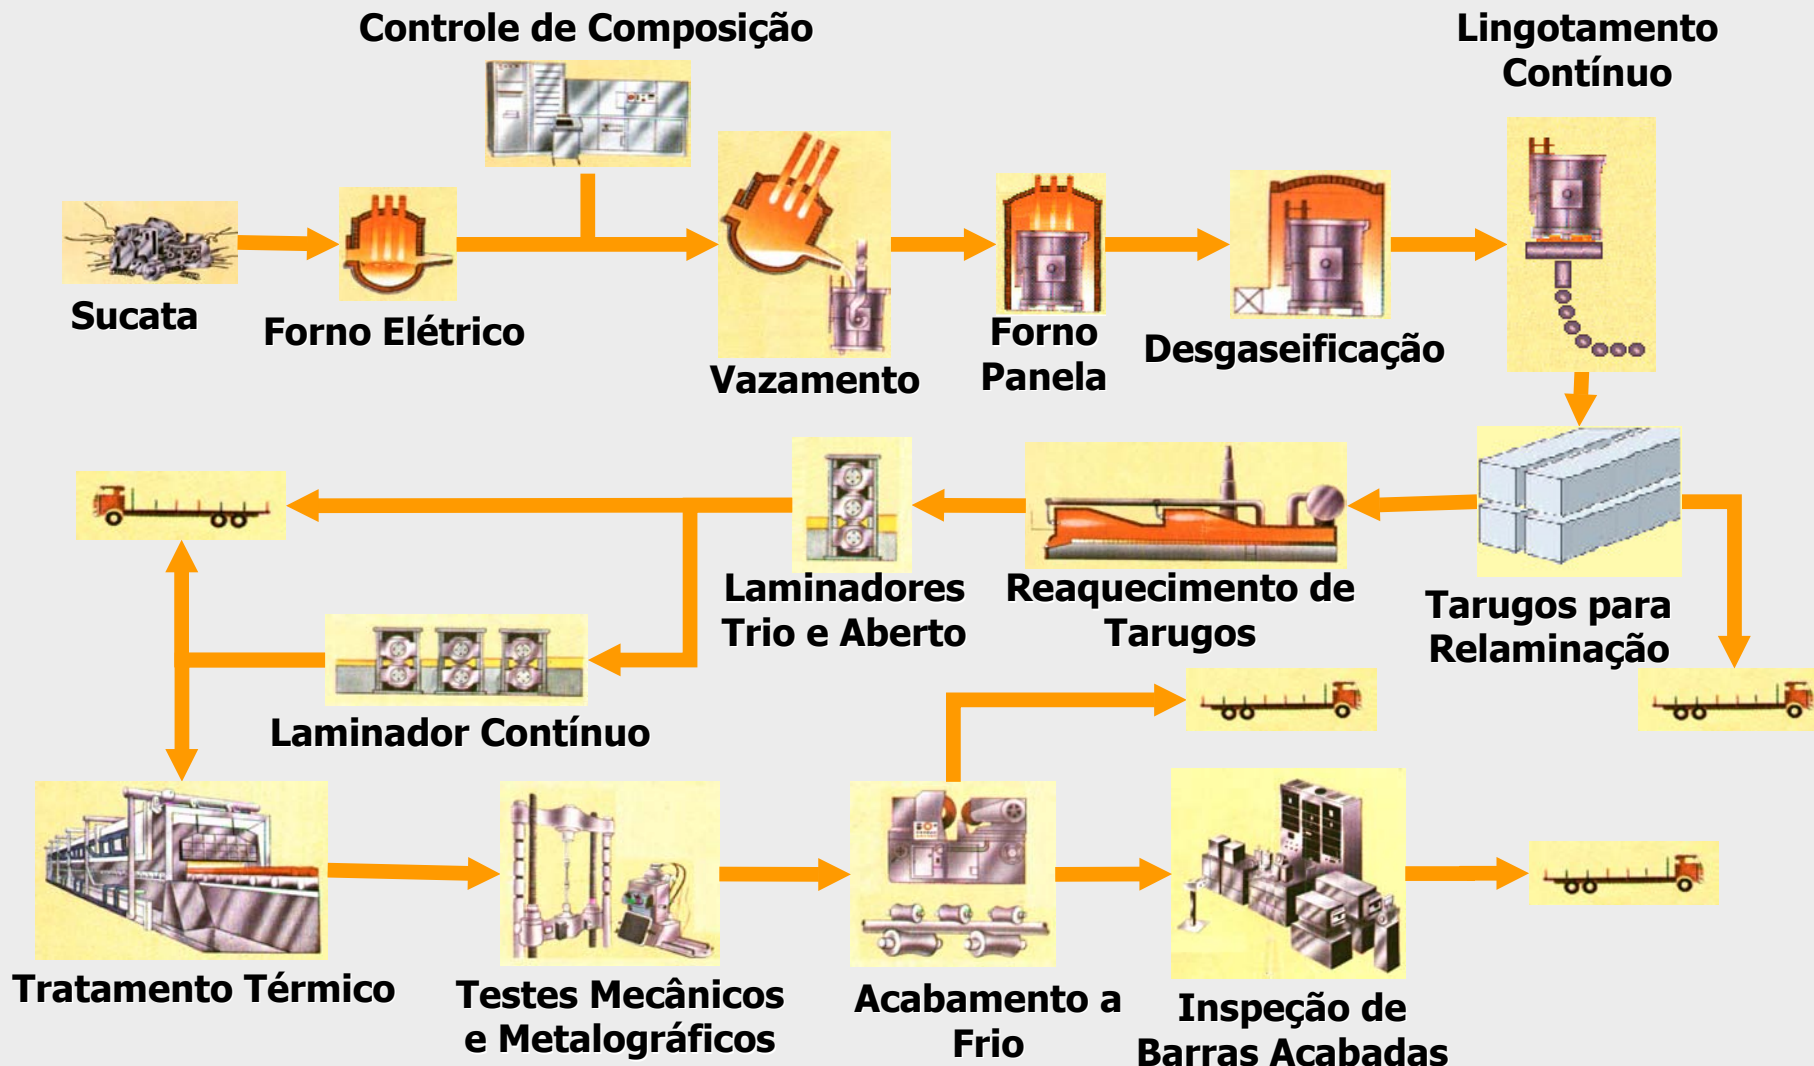 Controle de Composição
Lingotamento
Contínuo
Sucata
Forno Elétrico
Vazamento
Forno
Panela
Desgaseificação
Laminadores
Trio e Aberto
Reaquecimento de
Tarugos
Tarugos para
Relaminação
Laminador Contínuo
Tratamento Térmico
Testes Mecânicos
e Metalográficos
Acabamento a
Frio
Inspeção de
Barras Acabadas